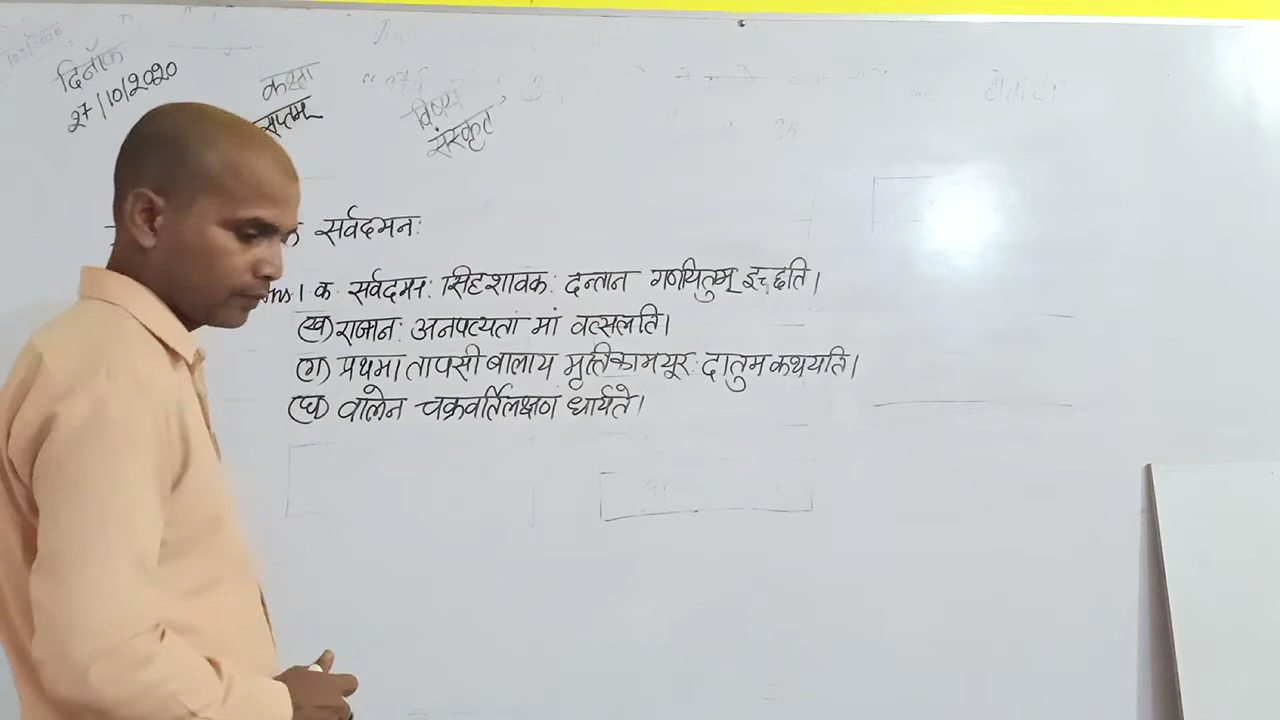 दिनाँक
27/10/2020
कक्षा
सप्तम
विषय
संस्कृत
सर्वदमनः
Ans। क सर्वदमनः सिंहशावकः दन्तान गणयितुम् इच्छति।
(ख) राजानः अनपत्यता मां वत्सलति।
(ग) प्रथमा तापसी बालाय मृत्तिकामयूरः दातुम कथयति।
(घ) वालेन चक्रवर्तिलक्षणं धार्यते।